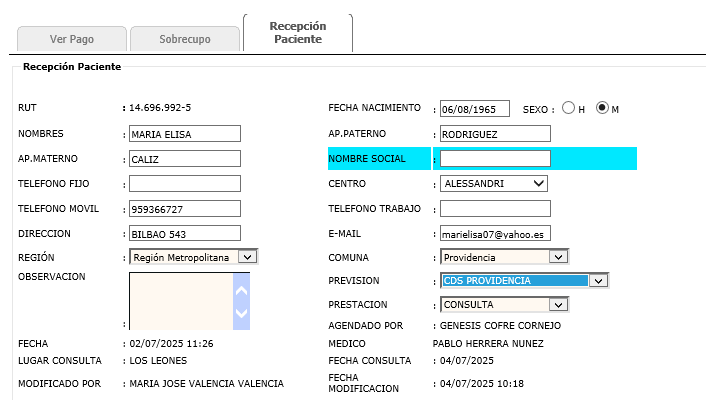 Ver Pago Sobrecupo Recepción Paciente
Recepción Paciente
RUT : 14.696.992-5 FECHA NACIMIENTO : 06/08/1965 SEXO : H M
NOMBRES : MARIA ELISA AP.PATERNO : RODRIGUEZ
AP.MATERNO : CALIZ NOMBRE SOCIAL :
TELEFONO FIJO : CENTRO : ALESSANDRI
TELEFONO MOVIL : 959366727 TELEFONO TRABAJO :
DIRECCION : BILBAO 543 E-MAIL : marielisa07@yahoo.es
REGIÓN : Región Metropolitana COMUNA : Providencia
OBSERVACION : PREVISION : CDS PROVIDENCIA
PRESTACION : CONSULTA
AGENDADO POR : GENESIS COFRE CORNEJO
FECHA : 02/07/2025 11:26 MEDICO PABLO HERRERA NUNEZ
LUGAR CONSULTA : LOS LEONES FECHA CONSULTA : 04/07/2025
MODIFICADO POR : MARIA JOSE VALENCIA VALENCIA FECHA MODIFICACION : 04/07/2025 10:18